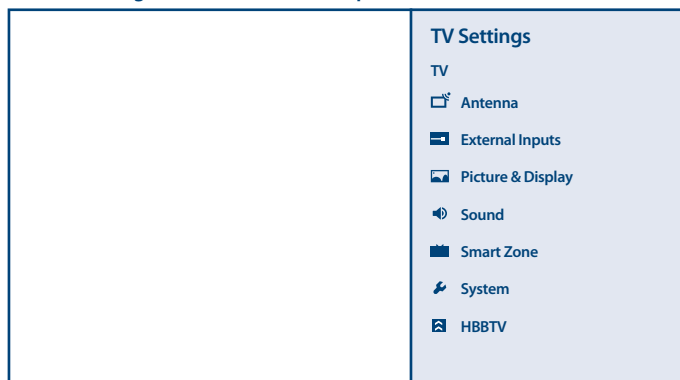 TV Settings
TV
Antenna
External Inputs
Picture & Display
Sound
Smart Zone
System
HBBTV